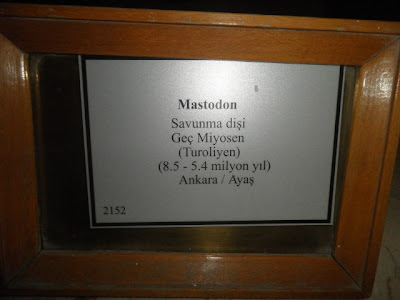 Mastodon
Savunma dişi
Geç Miyosen
(Turoliyen)
(8.5 - 5.4 milyon yıl)
Ankara / Ayaş
2152